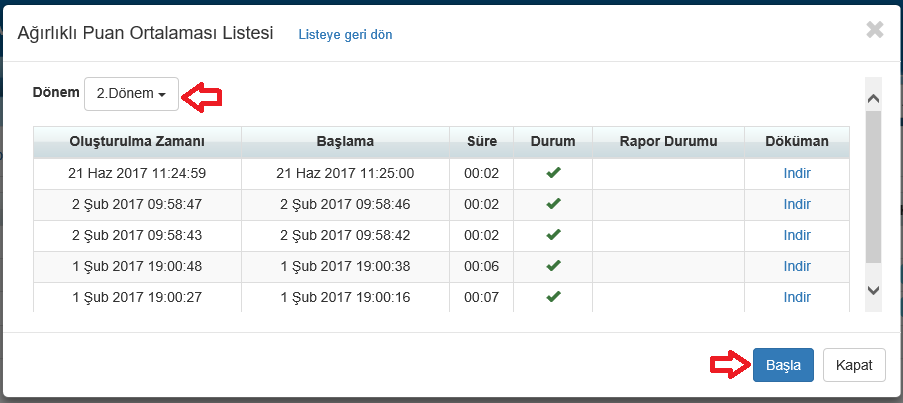 Ağırlıklı Puan Ortalaması Listesi Listeye geri dön
Dönem 2.Dönem
Oluşturulma Zamanı Başlama Süre Durum Rapor Durumu Döküman
21 Haz 2017 11:24:59 21 Haz 2017 11:25:00 00:02 Indir
2 Şub 2017 09:58:47 2 Şub 2017 09:58:46 00:02 Indir
2 Şub 2017 09:58:43 2 Şub 2017 09:58:42 00:02 Indir
1 Şub 2017 19:00:48 1 Şub 2017 19:00:38 00:06 Indir
1 Şub 2017 19:00:27 1 Şub 2017 19:00:16 00:07 Indir
Başla Kapat